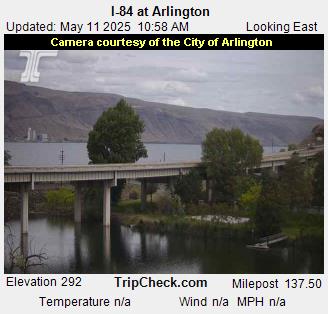 I-84 at Arlington
Updated: May 11 2025 10:58 AM Looking East
Camera courtesy of the City of Arlington
Elevation 292 TripCheck.com Milepost 137.50
Temperature n/a Wind n/a MPH n/a